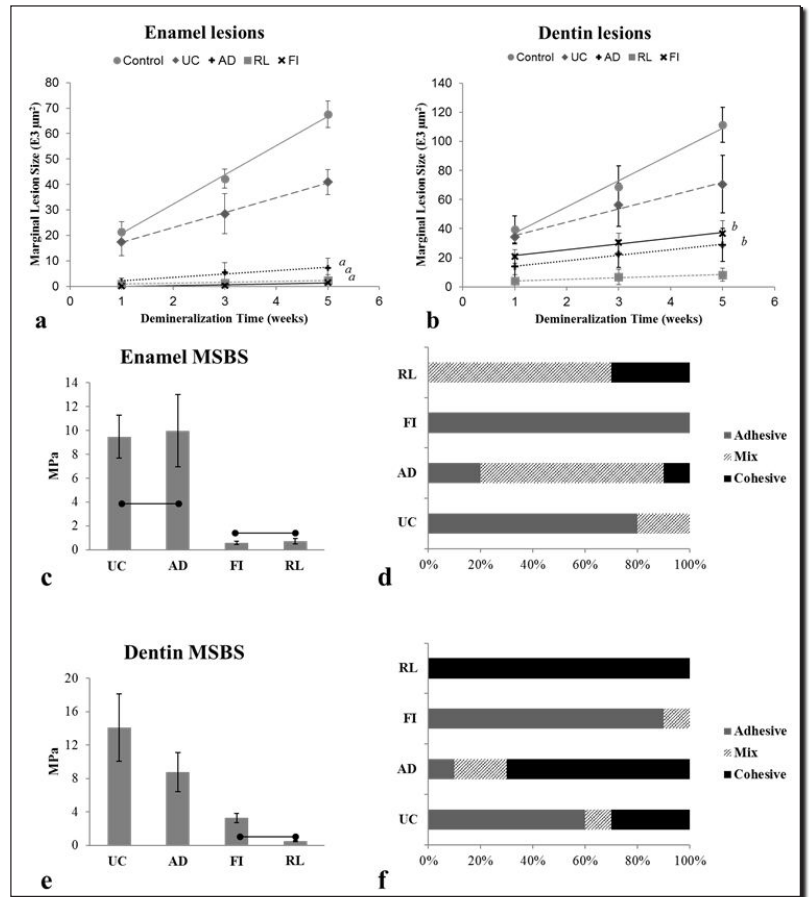 Enamel lesions
Control UC AD RL FI
Marginal Lesion Size (E3 µm²)
80
70
60
50
40
30
20
10
0
0 1 2 3 4 5 6
Demineralization Time (weeks)
a
a
a
a
Dentin lesions
Control UC AD RL FI
Marginal Lesion Size (E3 µm²)
140
120
100
80
60
40
20
0
0 1 2 3 4 5 6
Demineralization Time (weeks)
b
b
b
Enamel MSBS
MPa
14
12
10
8
6
4
2
0
UC AD FI RL
c
RL
FI
AD
UC
0% 20% 40% 60% 80% 100%
Adhesive
Mix
Cohesive
d
Dentin MSBS
MPa
20
16
12
8
4
0
UC AD FI RL
e
RL
FI
AD
UC
0% 20% 40% 60% 80% 100%
Adhesive
Mix
Cohesive
f